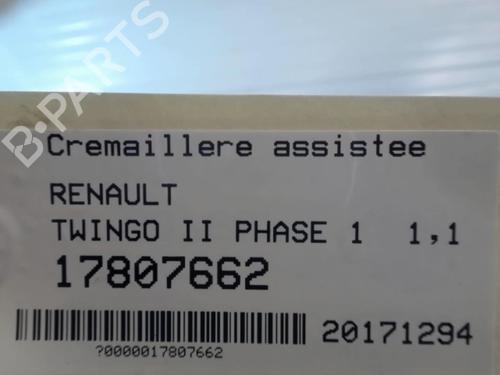 B-PARTS
Cremaillere assistee
RENAULT
TWINGO II PHASE 1 1,1
17807662
20171294
?0000017807662